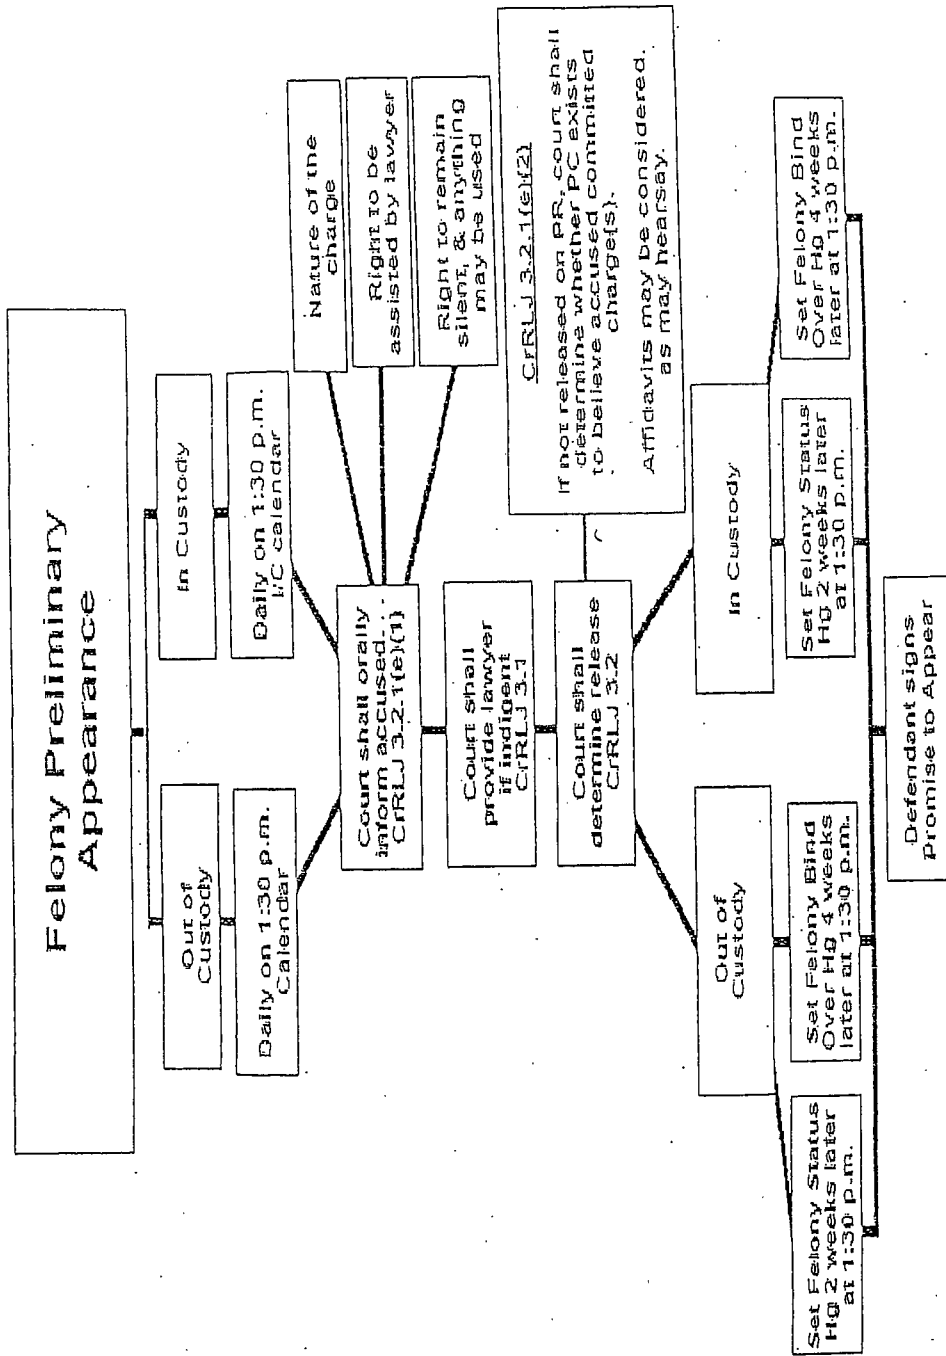 Felony Preliminary
Appearance
Out of
Custody
In Custody
Daily on 1:30 p.m.
Calendar
Daily on 1:30 p.m.
I/C calendar
Court shall orally
inform accused...
CrRLJ 3.2.1(e)(1)
Nature of the
charge
Right to be
assisted by lawyer
Right to remain
silent, & anything
may be used
Court shall
provide lawyer
if indigent
CrRLJ 3.1
Court shall
determine release
CrRLJ 3.2
CrRLJ 3.2.1(e)(2)
If not released on PR, court shall
determine whether PC exists
to believe accused committed
charge(s).
Affidavits may be considered.
as may hearsay.
Out of
Custody
In Custody
Set Felony Status
Hg 2 weeks later
at 1:30 p.m.
Set Felony Bind
Over Hg 4 weeks
later at 1:30 p.m.
Set Felony Status
Hg 2 weeks later
at 1:30 p.m.
Set Felony Bind
Over Hg 4 weeks
later at 1:30 p.m.
Defendant signs
Promise to Appear